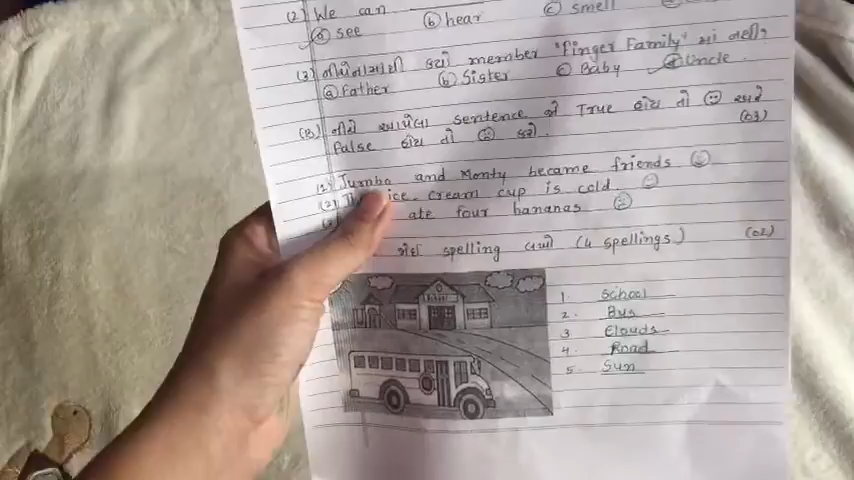 (2) We can
(a) see (b) hear (c) smell
(3) નીચેનામાંથી કયો member "Finger Family" માં નથી?
(a) Father (b) Sister (c) Baby (d) Uncle
(B) નીચે આપેલા sentence જો True હોય તો ☺ અને
False હોય તો ☹ કરો. (03)
(1) Jumbo and Monty became friends
(2) ice-cream cup is cold
ate four bananas
spelling લખો (4 spellings) (02)
1. School
2. Bus
3 Clouds
4. Road
5. Sun